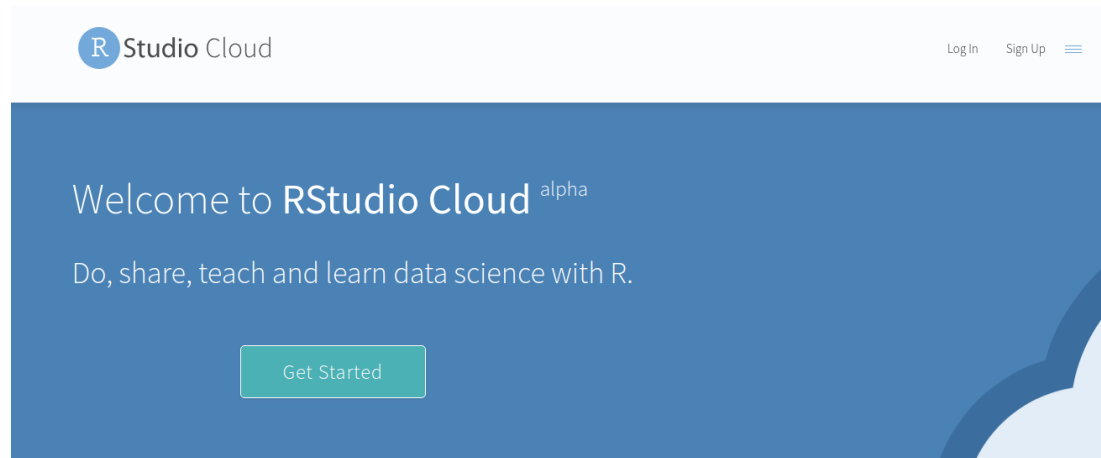 R Studio Cloud
Log In Sign Up
Welcome to RStudio Cloud alpha
Do, share, teach and learn data science with R.
Get Started